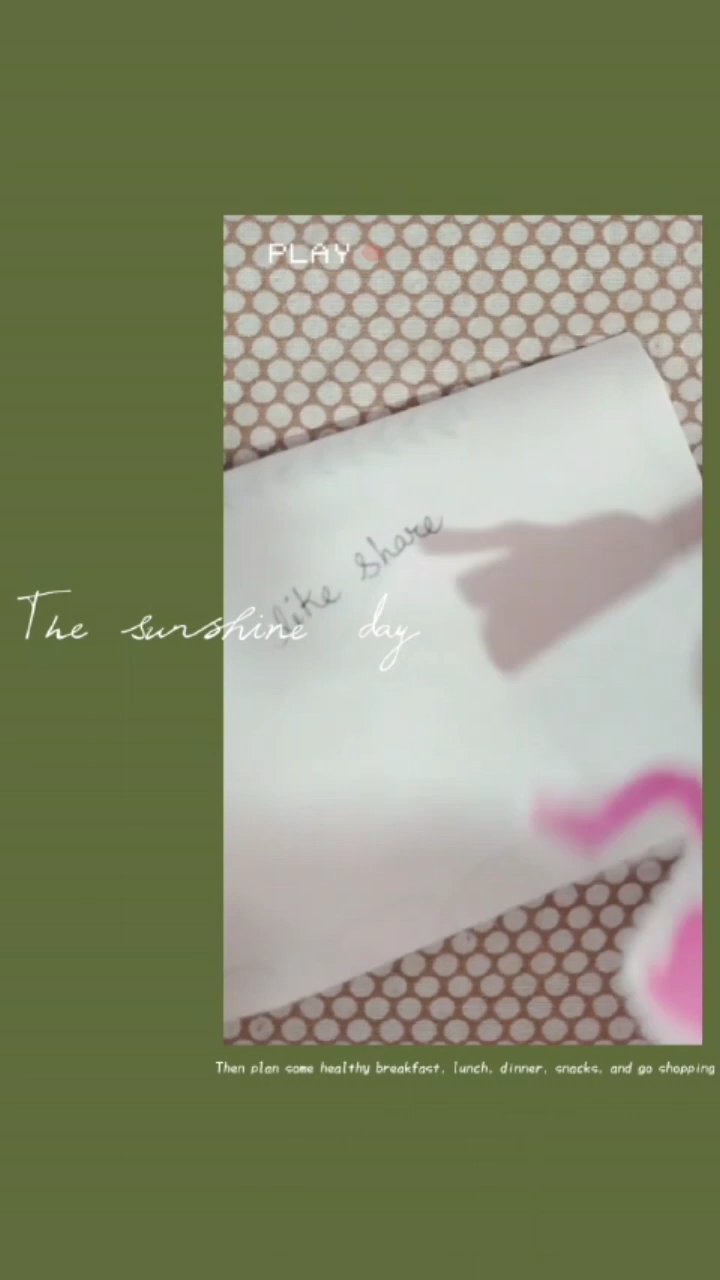 PLAY
like share
The sunshine day
Then plan some healthy breakfast, lunch, dinner, snacks, and go shopping